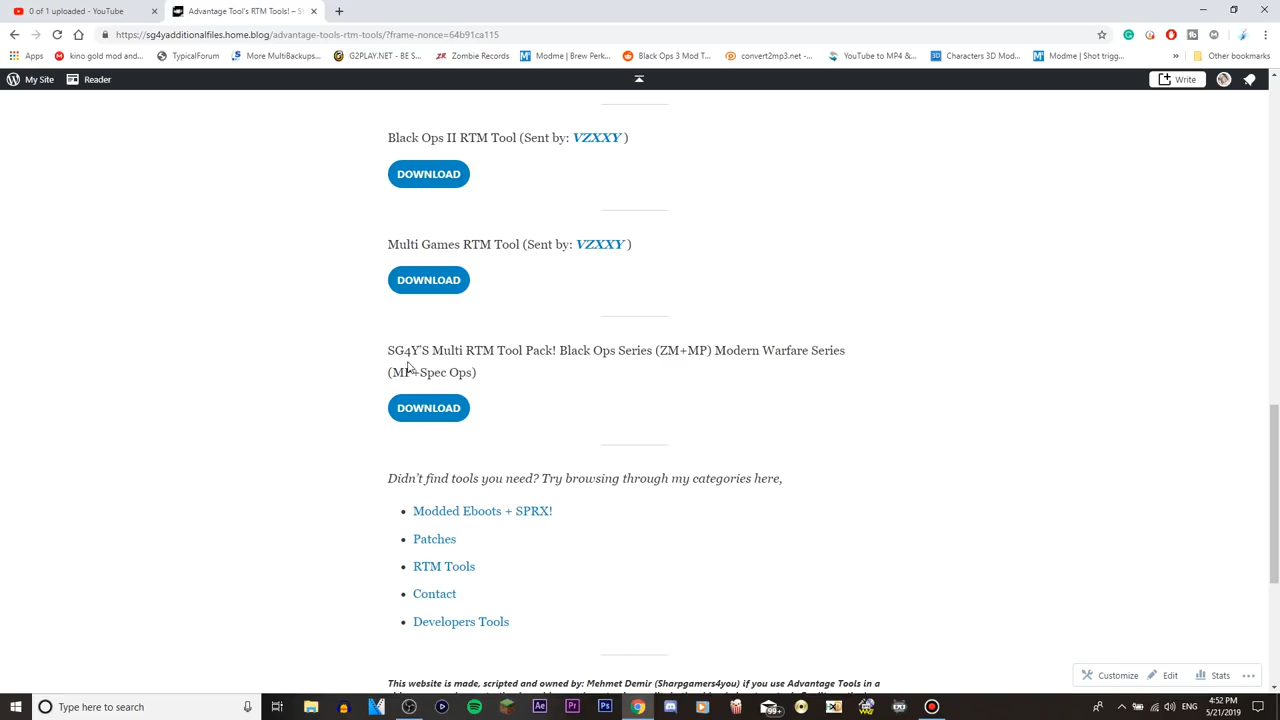 0 of 1 uploaded - YouTube
Advantage Tool's RTM Tools! – S
https://sg4yadditionalfiles.home.blog/advantage-tools-rtm-tools/?frame-nonce=64b91ca115
Apps
king gold mod and...
TypicalForum
More MultiBackups...
G2PLAY.NET - BE S...
Zombie Records
Modme | Brew Perk...
Black Ops 3 Mod T...
convert2mp3.net -...
YouTube to MP4 &...
Characters 3D Mod...
Modme | Shot trigg...
»
Other bookmarks
My Site
Reader
Write
Black Ops II RTM Tool (Sent by: VZXXY )
DOWNLOAD
Multi Games RTM Tool (Sent by: VZXXY )
DOWNLOAD
SG4Y'S Multi RTM Tool Pack! Black Ops Series (ZM+MP) Modern Warfare Series
(MP+Spec Ops)
DOWNLOAD
Didn't find tools you need? Try browsing through my categories here,
• Modded Eboots + SPRX!
• Patches
• RTM Tools
• Contact
• Developers Tools
This website is made, scripted and owned by: Mehmet Demir (Sharpgamers4you) if you use Advantage Tools in a
Customize
Edit
Stats
Type here to search
99+
ENG
4:52 PM
5/21/2019